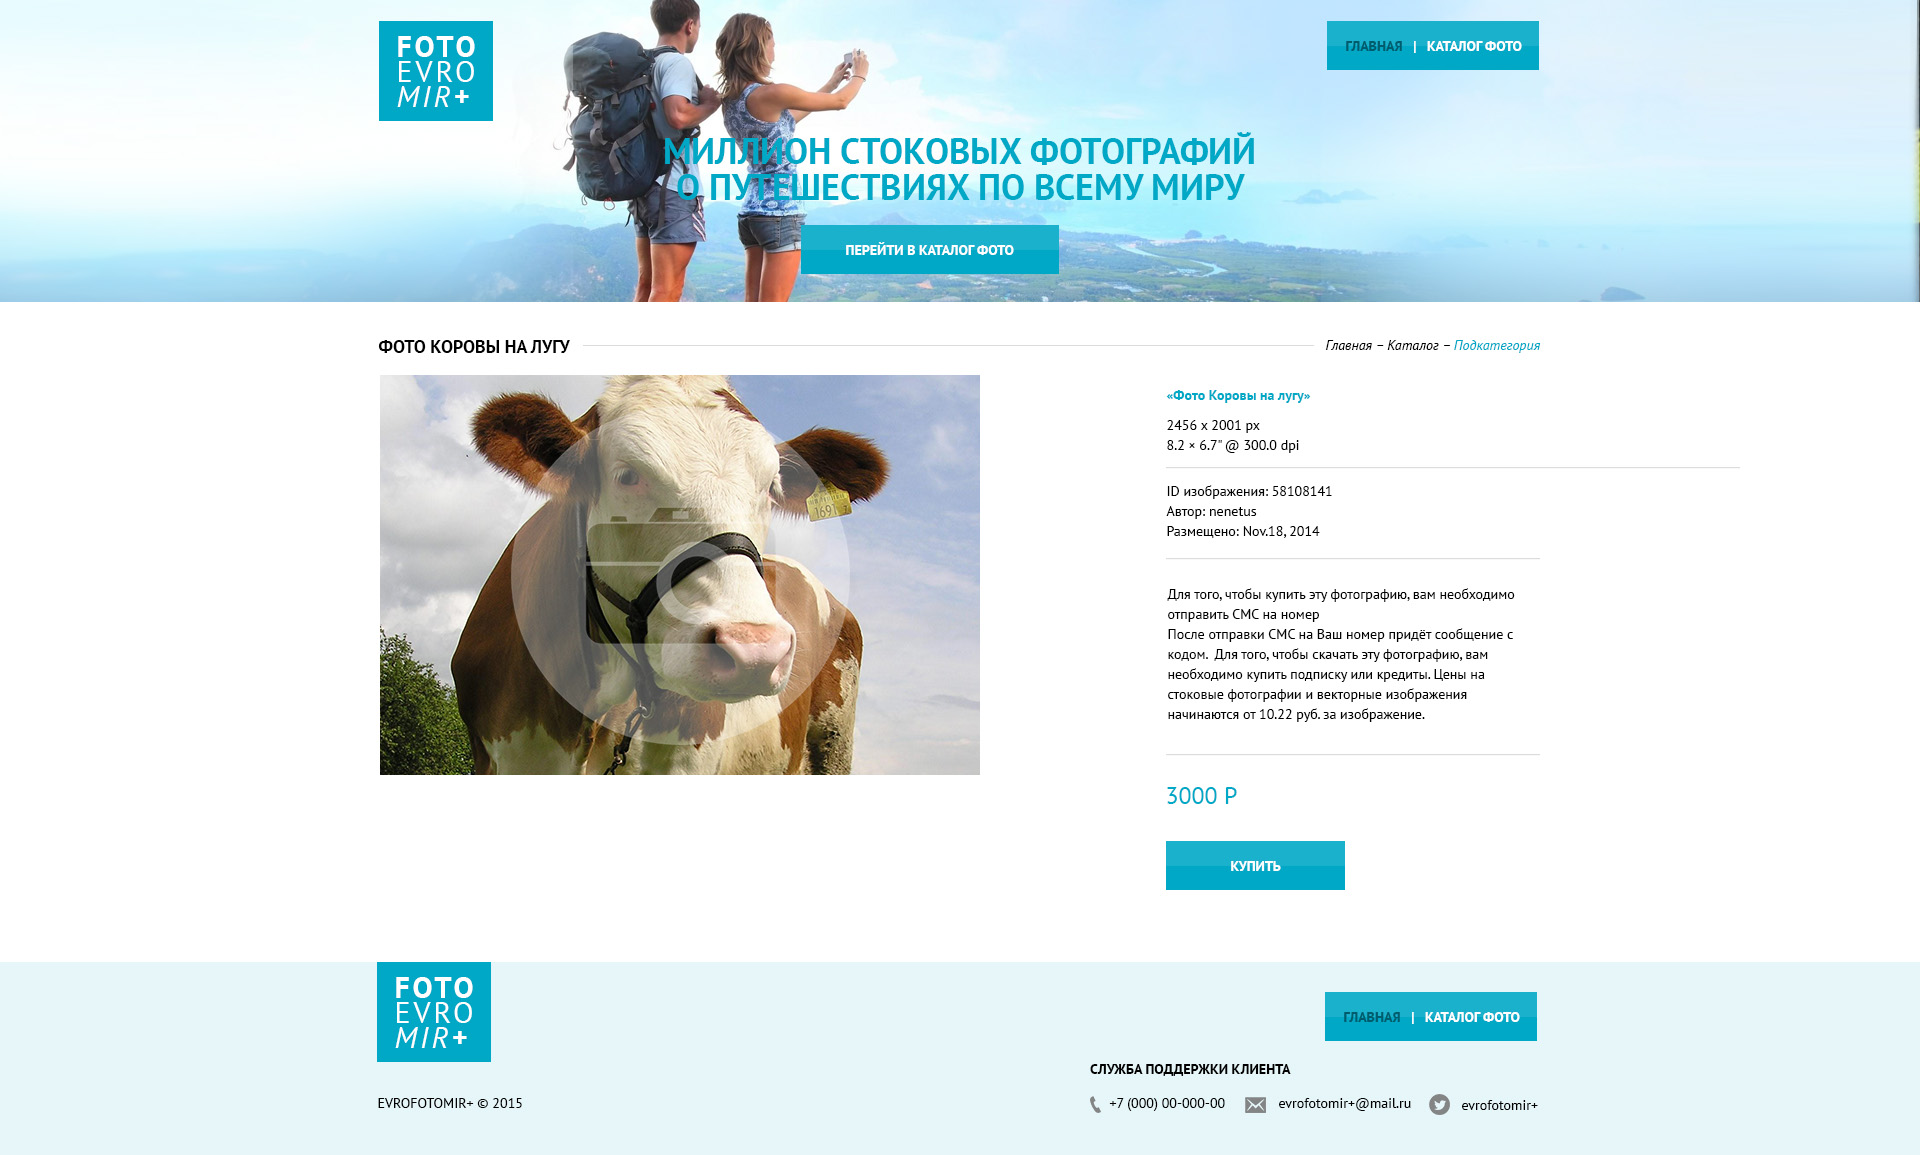 FOTO
EVRO
MIR+
ГЛАВНАЯ | КАТАЛОГ ФОТО
МИЛЛИОН СТОКОВЫХ ФОТОГРАФИЙ
О ПУТЕШЕСТВИЯХ ПО ВСЕМУ МИРУ
ПЕРЕЙТИ В КАТАЛОГ ФОТО
ФОТО КОРОВЫ НА ЛУГУ
Главная – Каталог – Подкатвегория
1691
«Фото Коровы на лугу»
2456 x 2001 px
8.2 × 6.7" @ 300.0 dpi
ID изображения: 58108141
Автор: nenetus
Размещено: Nov.18, 2014
Для того, чтобы купить эту фотографию, вам необходимо
отправить СМС на номер
После отправки СМС на Ваш номер придёт сообщение с
кодом. Для того, чтобы скачать эту фотографию, вам
необходимо купить подписку или кредиты. Цены на
стоковые фотографии и векторные изображения
начинаются от 10.22 руб. за изображение.
3000 Р
КУПИТЬ
FOTO
EVRO
MIR+
ГЛАВНАЯ | КАТАЛОГ ФОТО
СЛУЖБА ПОДДЕРЖКИ КЛИЕНТА
EVROFOTOMIR+ © 2015
+7 (000) 00-000-00
evrofotomir+@mail.ru
evrofotomir+